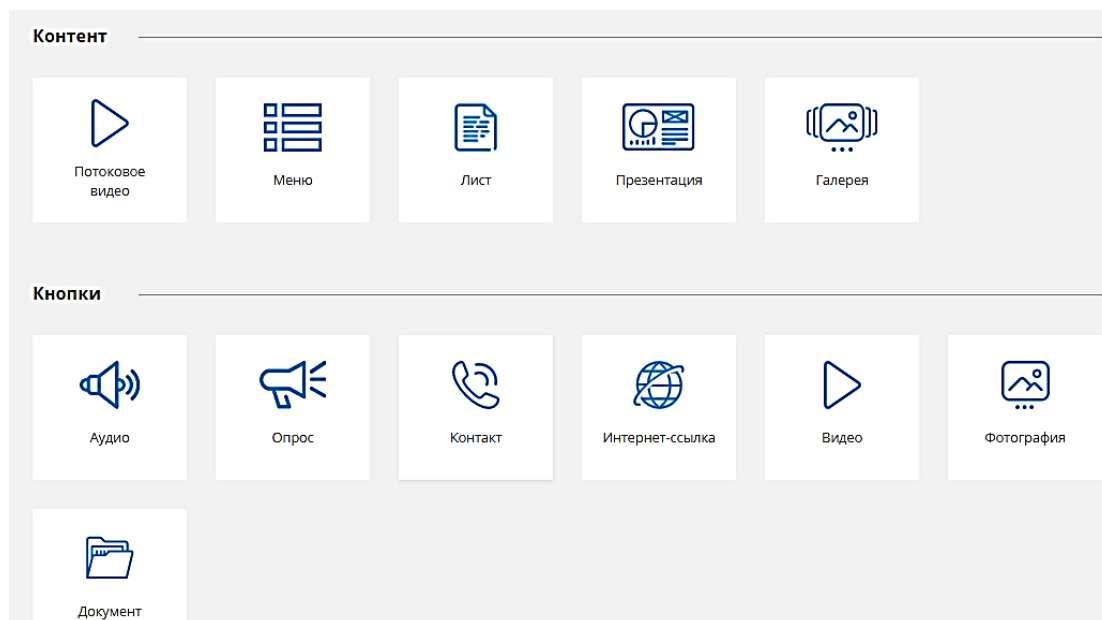 Контент
Потоковое
видео
Меню
Лист
Презентация
Галерея
Кнопки
Аудио
Опрос
Контакт
Интернет-ссылка
Видео
Фотография
Документ